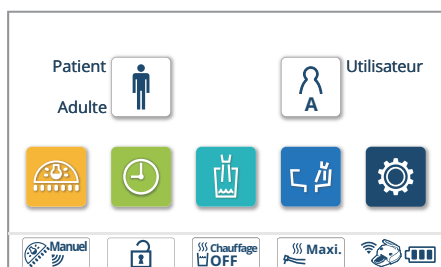 Patient
Utilisateur
Adulte
A
Manuel
Chauffage
OFF
Maxi.